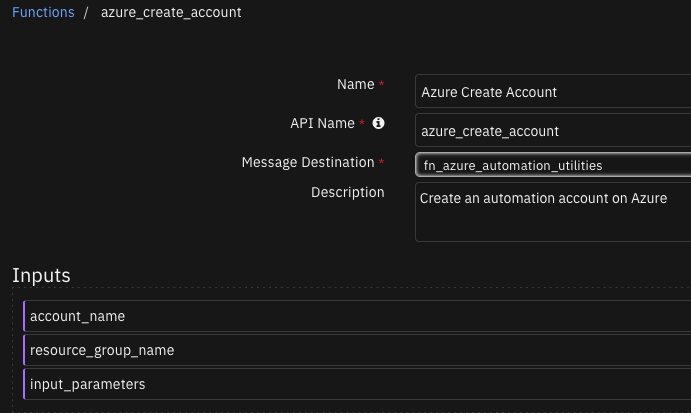 Functions / azure_create_account
Name *
Azure Create Account
API Name *
azure_create_account
Message Destination *
fn_azure_automation_utilities
Description
Create an automation account on Azure
Inputs
account_name
resource_group_name
input_parameters